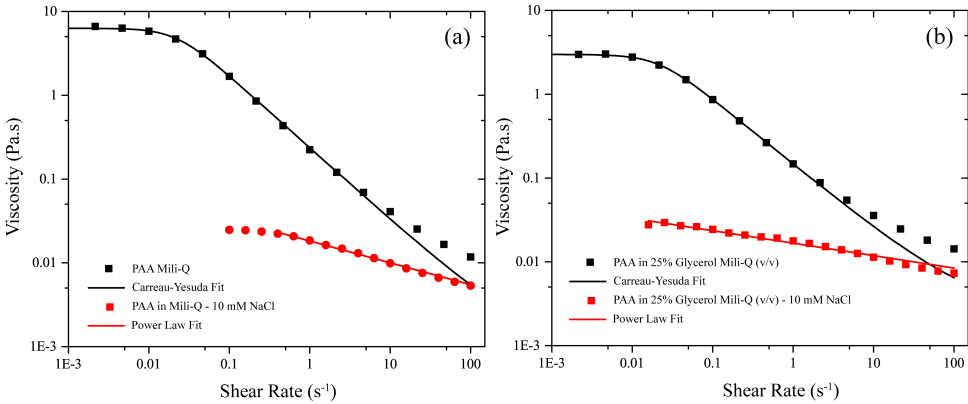 (a)
10
1
0.1
0.01
1E-3
Viscosity (Pa.s)
PAA Mili-Q
Carreau-Yesuda Fit
PAA in Mili-Q - 10 mM NaCl
Power Law Fit
1E-3 0.01 0.1 1 10 100
Shear Rate (s⁻¹)
(b)
10
1
0.1
0.01
1E-3
Viscosity (Pa.s)
PAA in 25% Glycerol Mili-Q (v/v)
Carreau-Yesuda Fit
PAA in 25% Glycerol Mili-Q (v/v) - 10 mM NaCl
Power Law Fit
1E-3 0.01 0.1 1 10 100
Shear Rate (s⁻¹)